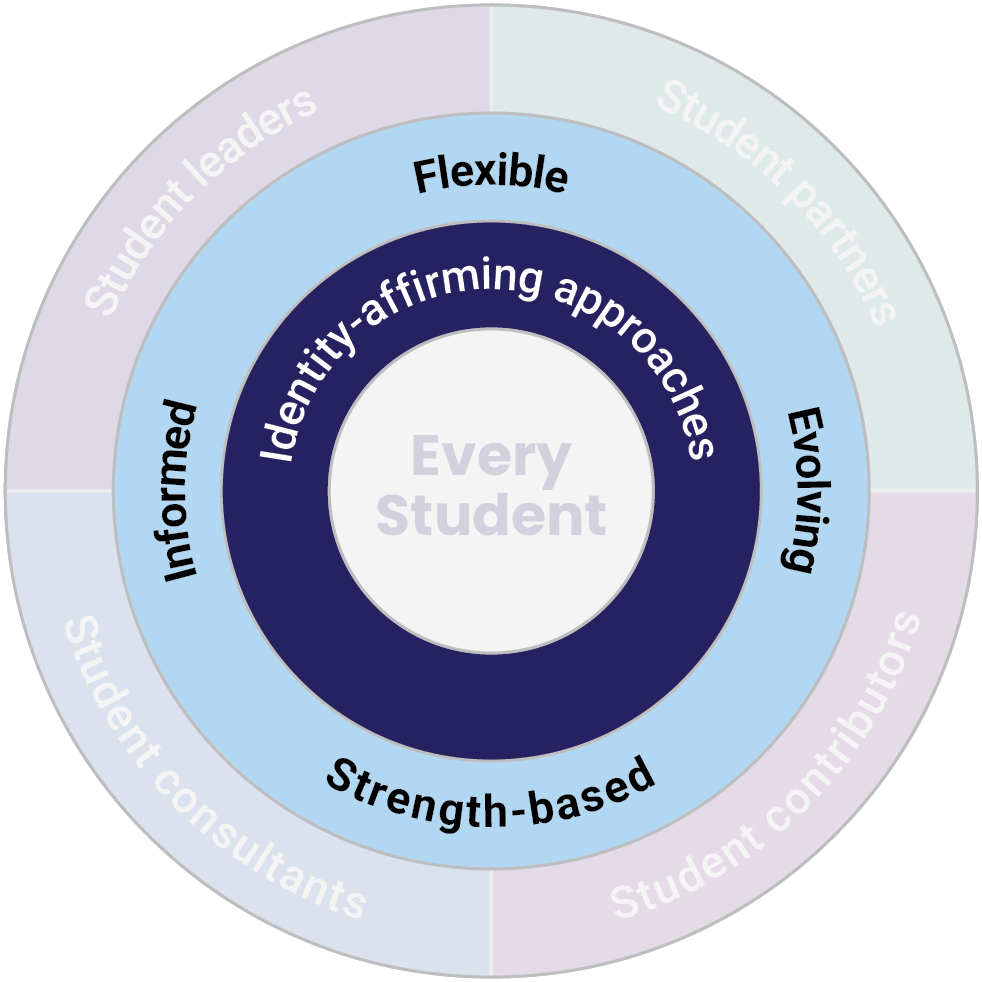 Student leaders
Student partners
Flexible
Identity-affirming approaches
Informed
Every
Student
Evolving
Strength-based
Student consultants
Student contributors